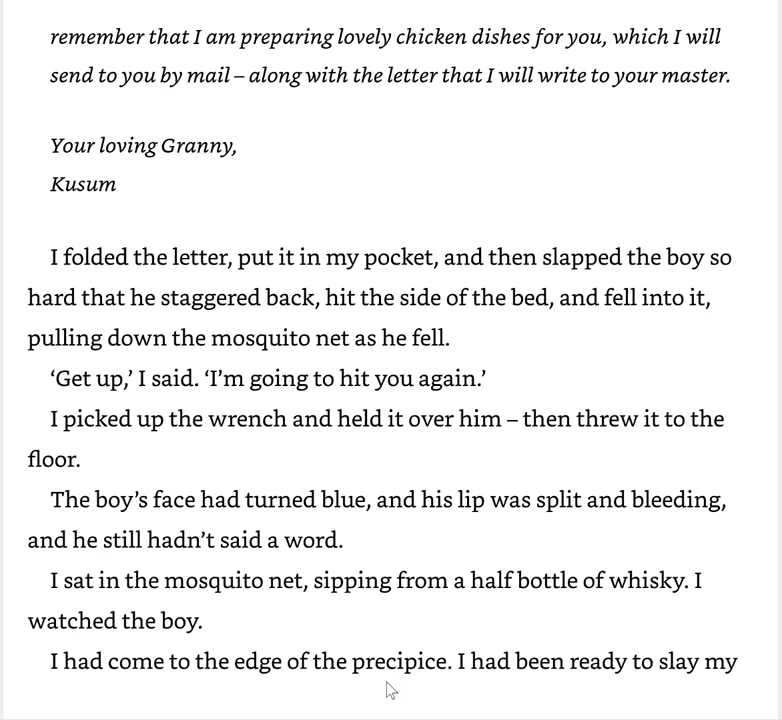 remember that I am preparing lovely chicken dishes for you, which I will
send to you by mail – along with the letter that I will write to your master.
Your loving Granny,
Kusum
I folded the letter, put it in my pocket, and then slapped the boy so
hard that he staggered back, hit the side of the bed, and fell into it,
pulling down the mosquito net as he fell.
‘Get up,’ I said. ‘I’m going to hit you again.’
I picked up the wrench and held it over him – then threw it to the
floor.
The boy’s face had turned blue, and his lip was split and bleeding,
and he still hadn’t said a word.
I sat in the mosquito net, sipping from a half bottle of whisky. I
watched the boy.
I had come to the edge of the precipice. I had been ready to slay my